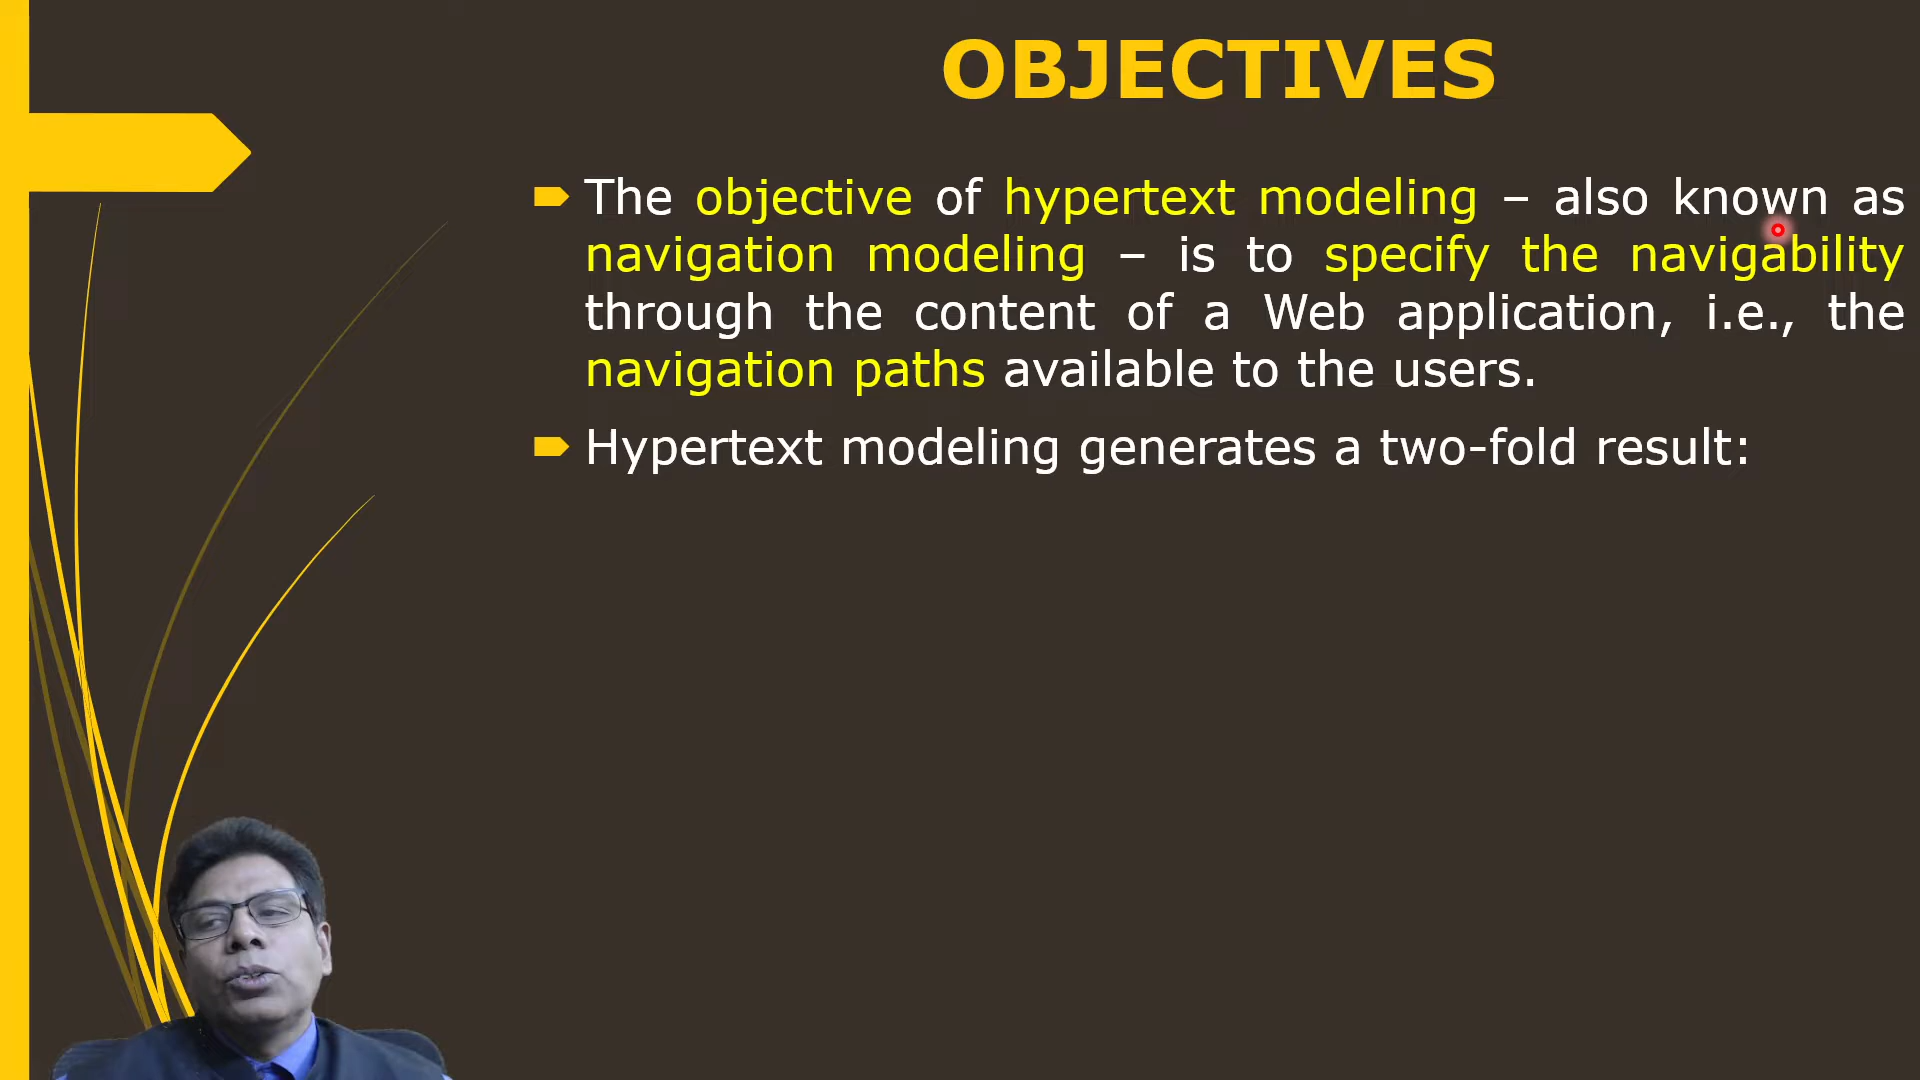 OBJECTIVES
The objective of hypertext modeling – also known as
navigation modeling – is to specify the navigability
through the content of a Web application, i.e., the
navigation paths available to the users.
Hypertext modeling generates a two-fold result: